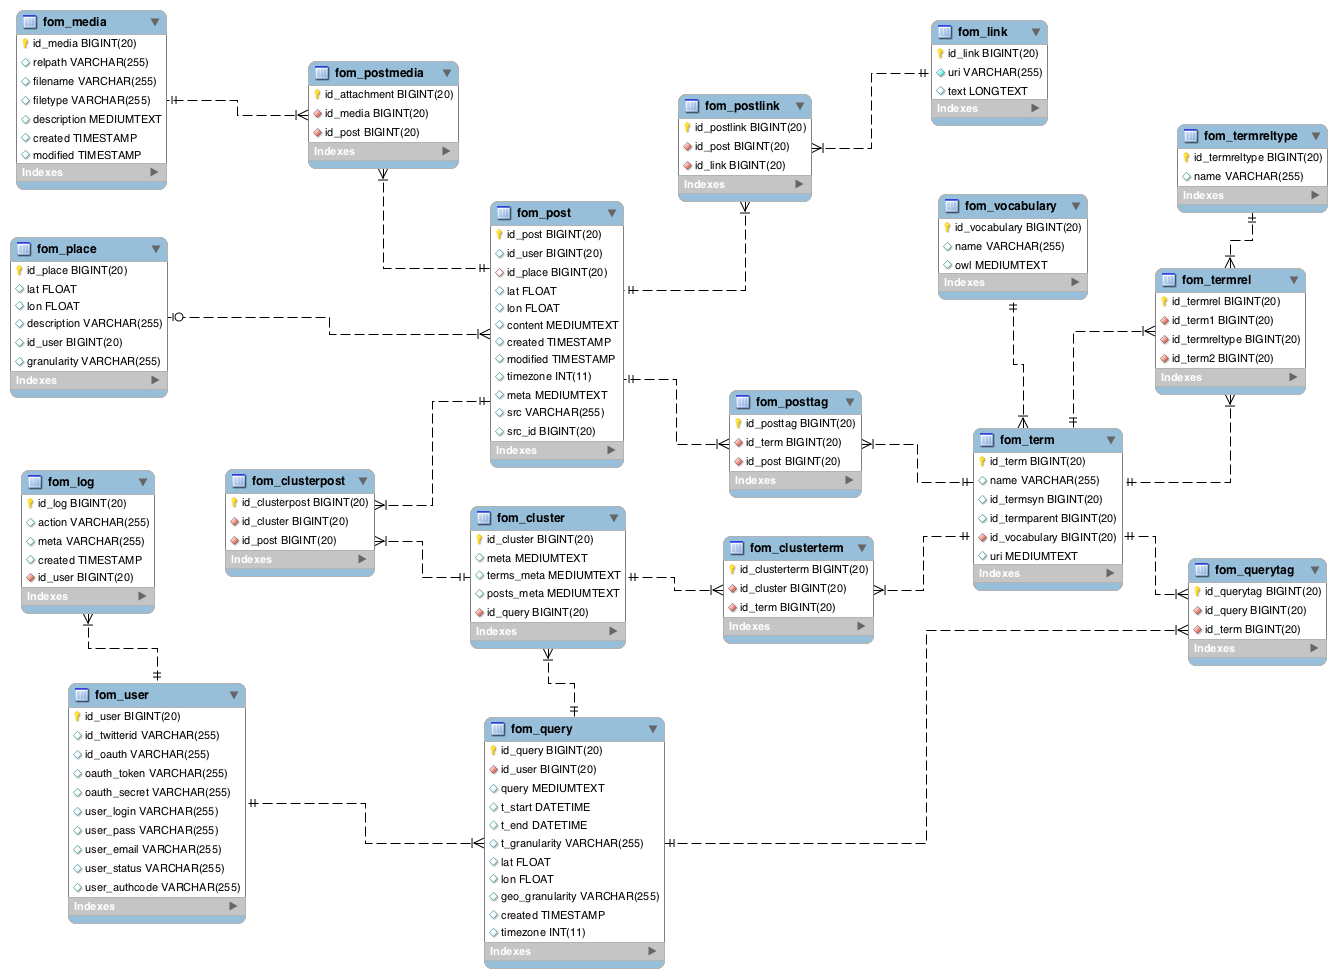 fom_media
id_media BIGINT(20)
relpath VARCHAR(255)
filename VARCHAR(255)
filetype VARCHAR(255)
description MEDIUMTEXT
created TIMESTAMP
modified TIMESTAMP
Indexes
fom_postmedia
id_attachment BIGINT(20)
id_media BIGINT(20)
id_post BIGINT(20)
Indexes
fom_postlink
id_postlink BIGINT(20)
id_post BIGINT(20)
id_link BIGINT(20)
Indexes
fom_link
id_link BIGINT(20)
uri VARCHAR(255)
text LONGTEXT
Indexes
fom_termreltype
id_termreltype BIGINT(20)
name VARCHAR(255)
Indexes
fom_place
id_place BIGINT(20)
lat FLOAT
lon FLOAT
description VARCHAR(255)
id_user BIGINT(20)
granularity VARCHAR(255)
Indexes
fom_post
id_post BIGINT(20)
id_user BIGINT(20)
id_place BIGINT(20)
lat FLOAT
lon FLOAT
content MEDIUMTEXT
created TIMESTAMP
modified TIMESTAMP
timezone INT(11)
meta MEDIUMTEXT
src VARCHAR(255)
src_id BIGINT(20)
Indexes
fom_vocabulary
id_vocabulary BIGINT(20)
name VARCHAR(255)
owl MEDIUMTEXT
Indexes
fom_termrel
id_termrel BIGINT(20)
id_term1 BIGINT(20)
id_termreltype BIGINT(20)
id_term2 BIGINT(20)
Indexes
fom_posttag
id_posttag BIGINT(20)
id_term BIGINT(20)
id_post BIGINT(20)
Indexes
fom_term
id_term BIGINT(20)
name VARCHAR(255)
id_termsyn BIGINT(20)
id_termparent BIGINT(20)
id_vocabulary BIGINT(20)
uri MEDIUMTEXT
Indexes
fom_log
id_log BIGINT(20)
action VARCHAR(255)
meta VARCHAR(255)
created TIMESTAMP
id_user BIGINT(20)
Indexes
fom_clusterpost
id_clusterpost BIGINT(20)
id_cluster BIGINT(20)
id_post BIGINT(20)
Indexes
fom_cluster
id_cluster BIGINT(20)
meta MEDIUMTEXT
terms_meta MEDIUMTEXT
posts_meta MEDIUMTEXT
id_query BIGINT(20)
Indexes
fom_clusterterm
id_clusterterm BIGINT(20)
id_cluster BIGINT(20)
id_term BIGINT(20)
Indexes
fom_querytag
id_querytag BIGINT(20)
id_query BIGINT(20)
id_term BIGINT(20)
Indexes
fom_user
id_user BIGINT(20)
id_twitterid VARCHAR(255)
id_oauth VARCHAR(255)
oauth_token VARCHAR(255)
oauth_secret VARCHAR(255)
user_login VARCHAR(255)
user_pass VARCHAR(255)
user_email VARCHAR(255)
user_status VARCHAR(255)
user_authcode VARCHAR(255)
Indexes
fom_query
id_query BIGINT(20)
id_user BIGINT(20)
query MEDIUMTEXT
t_start DATETIME
t_end DATETIME
t_granularity VARCHAR(255)
lat FLOAT
lon FLOAT
geo_granularity VARCHAR(255)
created TIMESTAMP
timezone INT(11)
Indexes